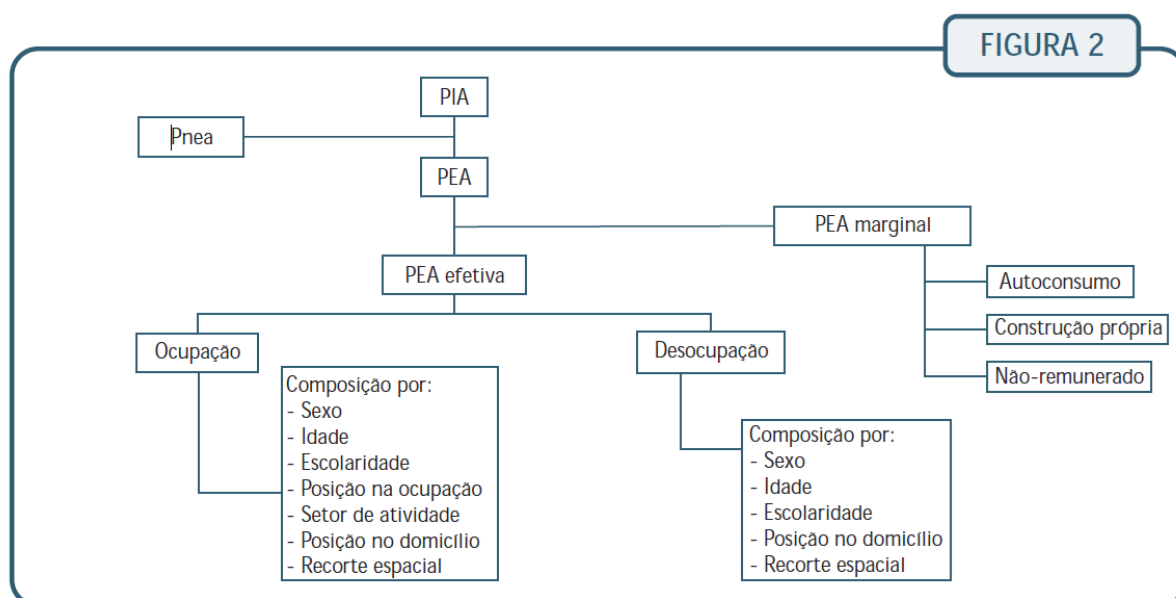 FIGURA 2
PIA
Pnea
PEA
PEA marginal
PEA efetiva
Autoconsumo
Construção própria
Não-remunerado
Ocupação
Desocupação
Composição por:
- Sexo
- Idade
- Escolaridade
- Posição na ocupação
- Setor de atividade
- Posição no domicílio
- Recorte espacial
Composição por:
- Sexo
- Idade
- Escolaridade
- Posição no domicílio
- Recorte espacial